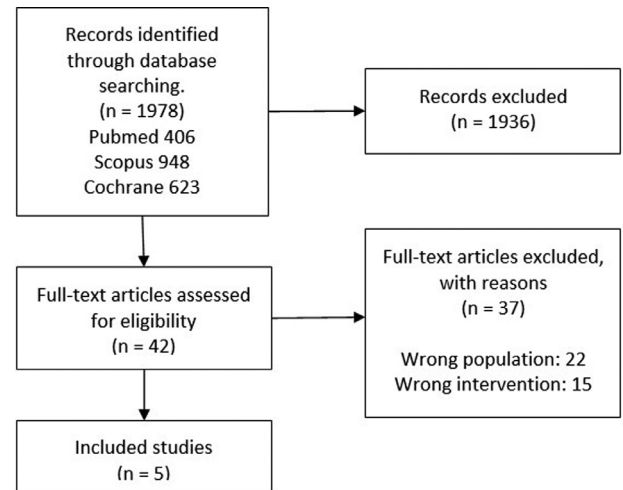 Records identified
through database
searching.
(n = 1978)
Pubmed 406
Scopus 948
Cochrane 623
Records excluded
(n = 1936)
Full-text articles assessed
for eligibility
(n = 42)
Full-text articles excluded,
with reasons
(n = 37)
Wrong population: 22
Wrong intervention: 15
Included studies
(n = 5)